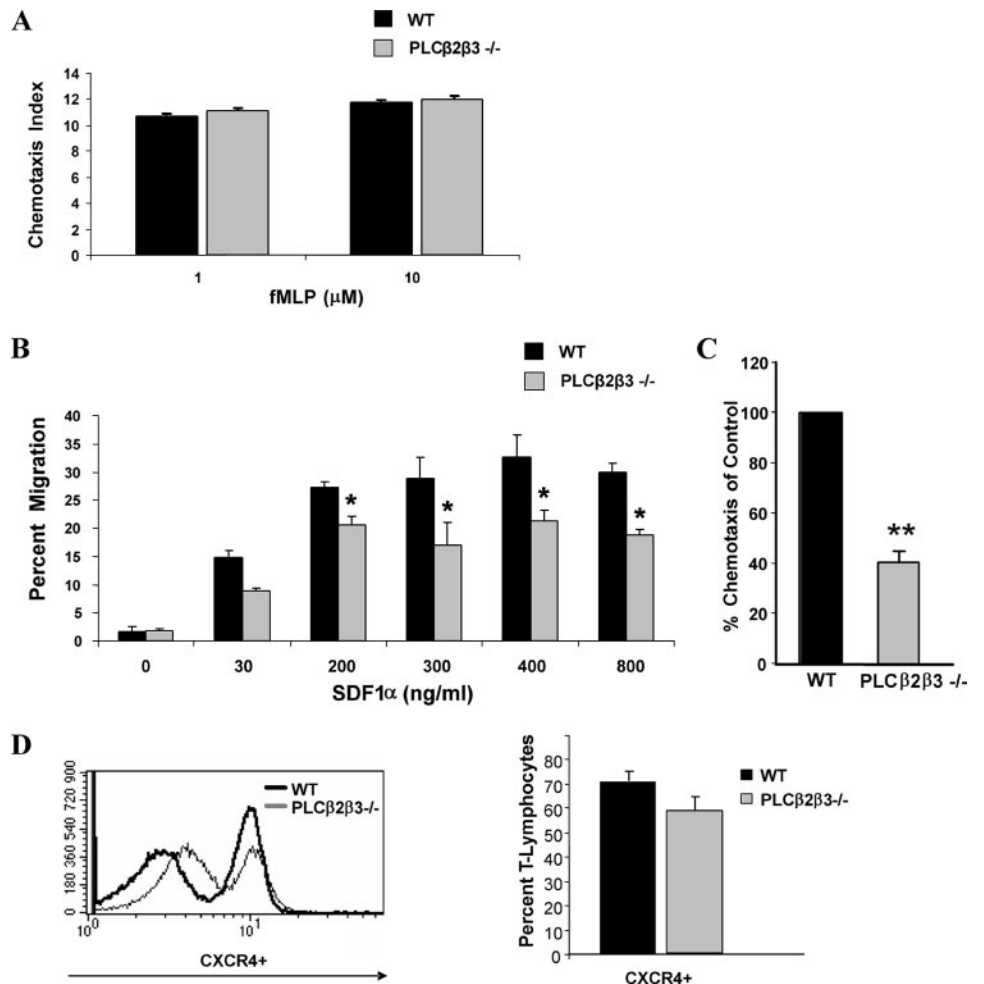 A
WT
PLCβ2β3 -/-
Chemotaxis Index
14
12
10
8
6
4
2
0
1
10
fMLP (μM)
B
WT
PLCβ2β3 -/-
Percent Migration
40
35
30
25
20
15
10
5
0
*
*
*
*
0
30
200
300
400
800
SDF1α (ng/ml)
C
% Chemotaxis of Control
120
100
80
60
40
20
0
**
WT
PLCβ2β3 -/-
D
900
720
540
360
180
0
WT
PLCβ2β3-/-
10⁰
10¹
CXCR4+
Percent T-Lymphocytes
80
70
60
50
40
30
20
10
0
WT
PLCβ2β3-/-
CXCR4+